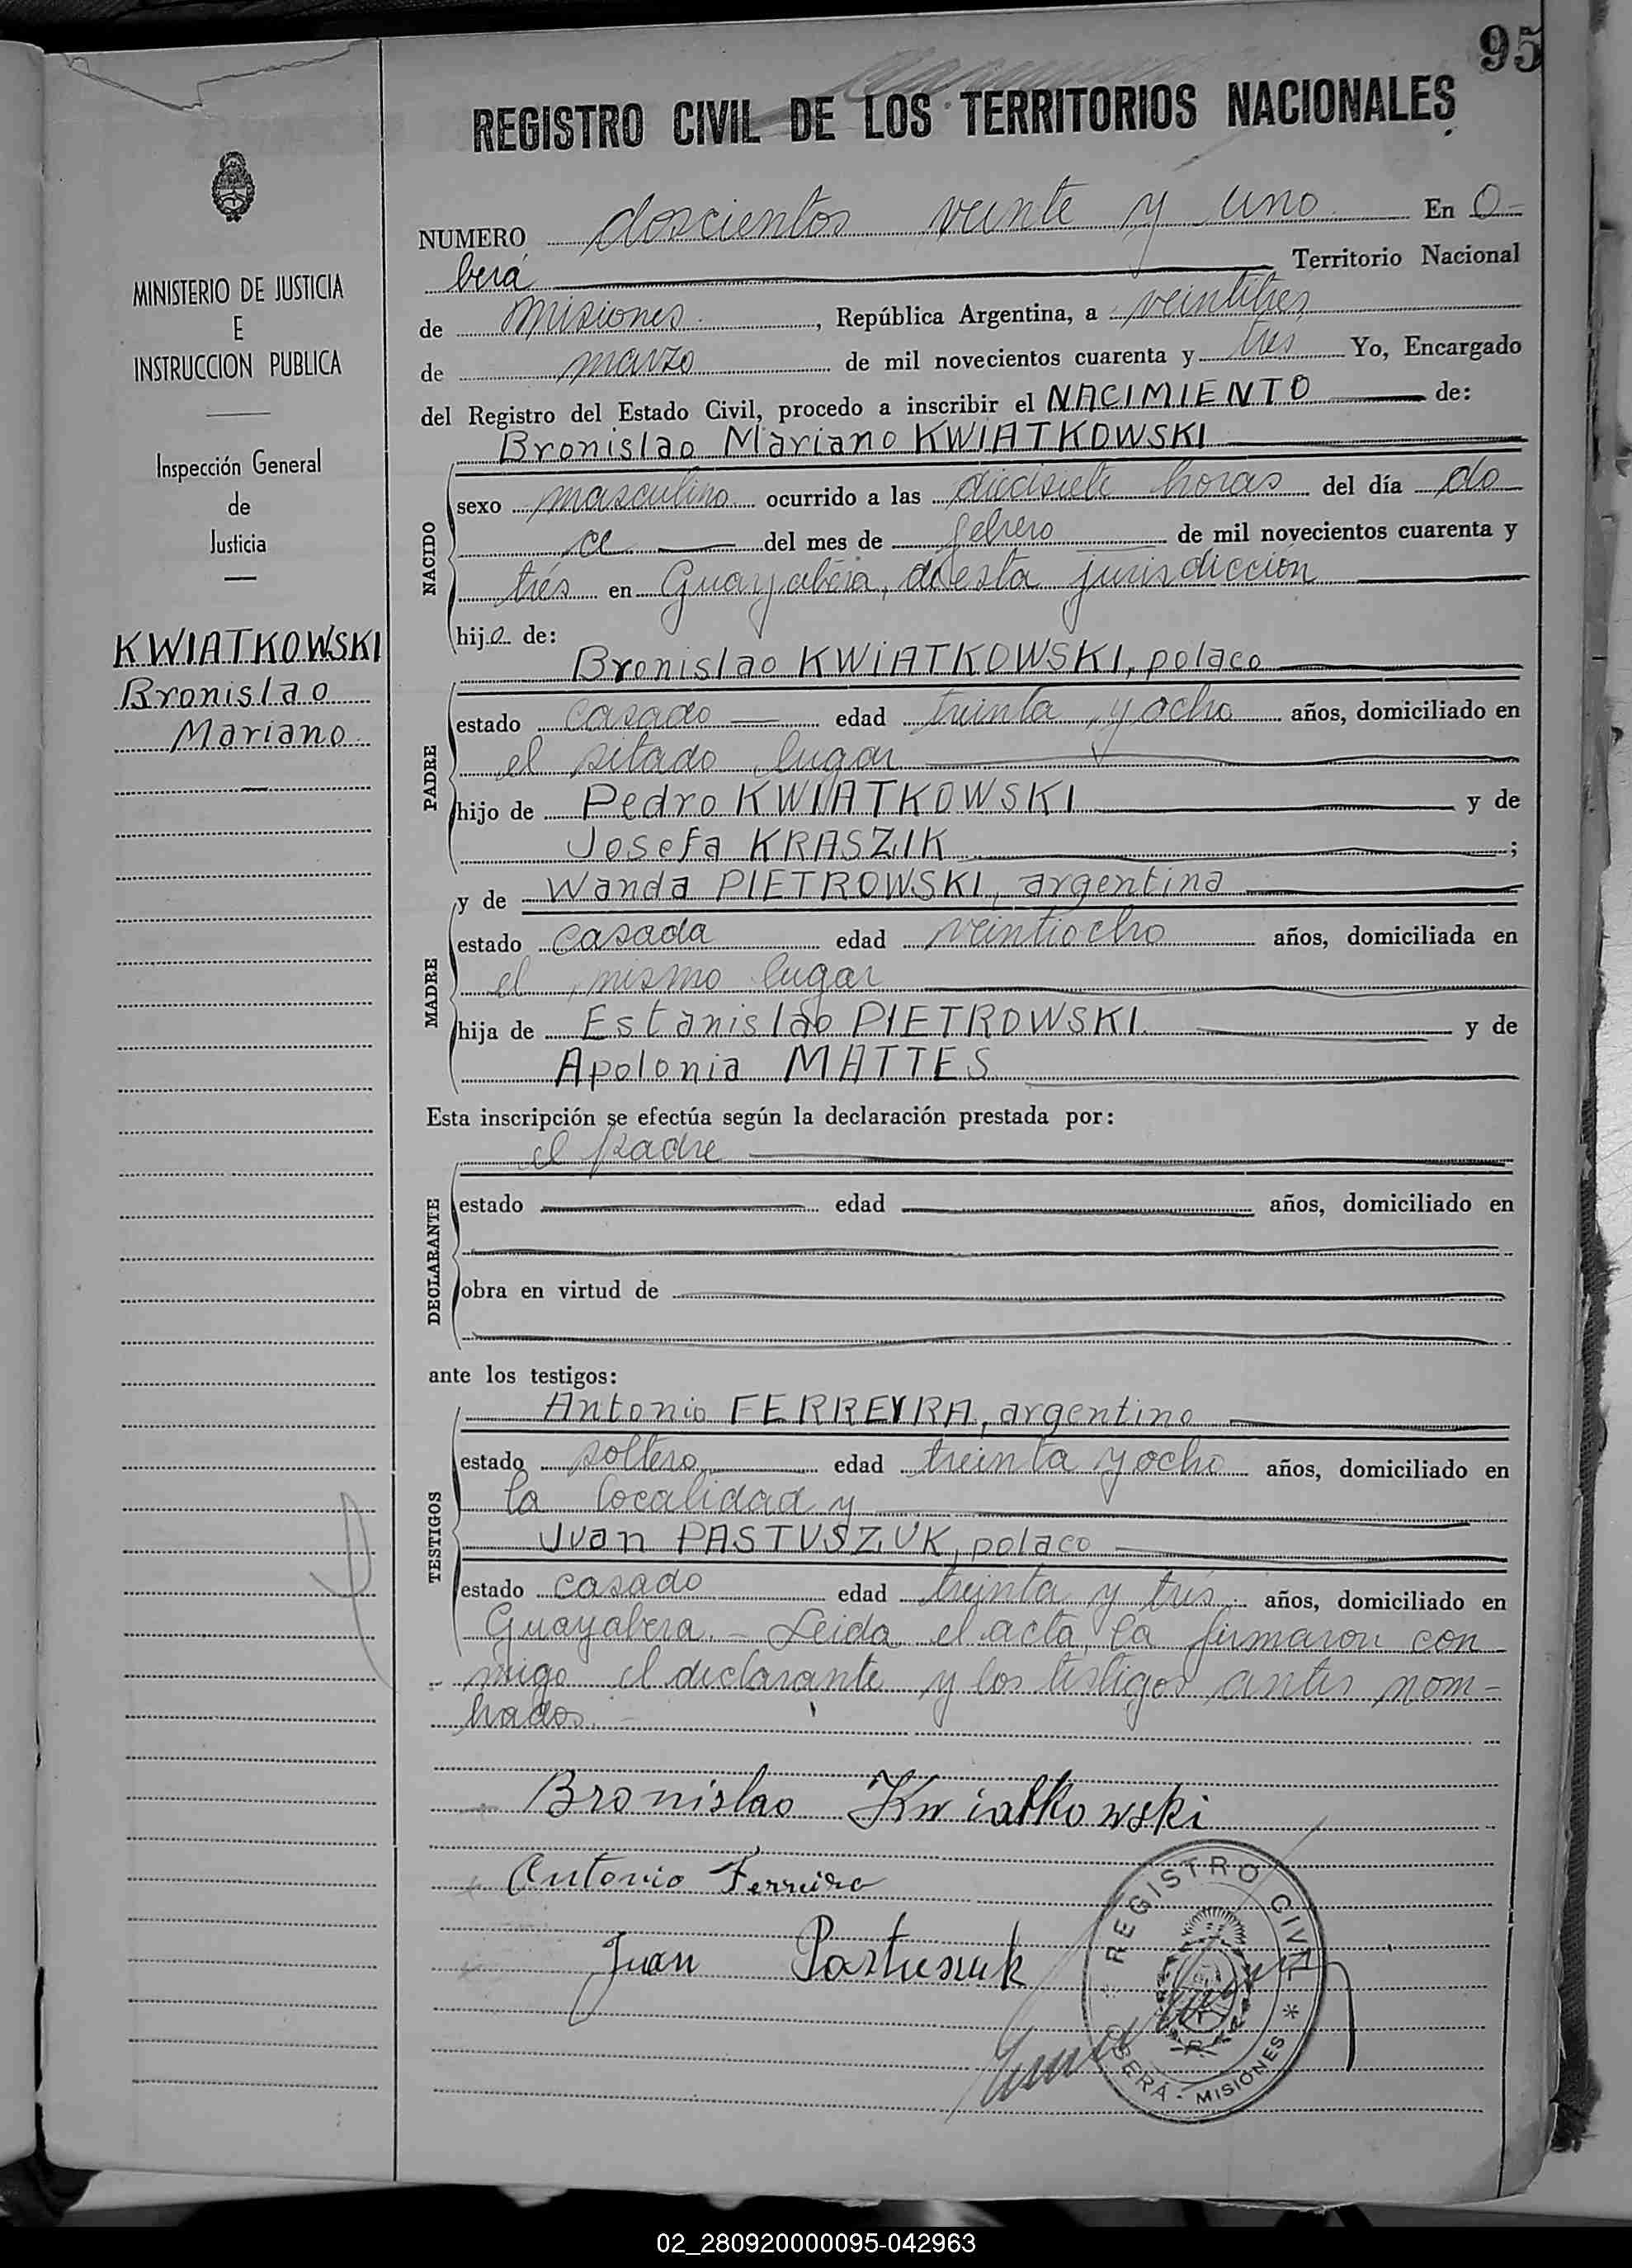 95
REGISTRO CIVIL DE LOS TERRITORIOS NACIONALES
MINISTERIO DE JUSTICIA
E
INSTRUCCION PUBLICA
Inspección General
de
Justicia
KWIATKOWSKI
Bronislao
Mariano
NUMERO doscientos veinte y uno En O-
berá Territorio Nacional
de Misiones, República Argentina, a veintitres
de marzo de mil novecientos cuarenta y tres Yo, Encargado
del Registro del Estado Civil, procedo a inscribir el NACIMIENTO de:
Bronislao Mariano KWIATKOWSKI
NACIDO
sexo masculino ocurrido a las diecisiete horas del día do
ce del mes de febrero de mil novecientos cuarenta y
trés en Guayabera, de esta jurisdicción
hijo de:
Bronislao KWIATKOWSKI, polaco
PADRE
estado casado edad treinta y ocho años, domiciliado en
el sitado lugar
hijo de Pedro KWIATKOWSKI y de
Josefa KRASZIK ;
y de Wanda PIETROWSKI, argentina
MADRE
estado casada edad veintiocho años, domiciliada en
el mismo lugar
hija de Estanislao PIETROWSKI y de
Apolonia MATTES
Esta inscripción se efectúa según la declaración prestada por:
el padre
DECLARANTE
estado edad años, domiciliado en
obra en virtud de
ante los testigos:
Antonio FERREYRA, argentino
TESTIGOS
estado soltero edad treinta y ocho años, domiciliado en
la localidad y
Juan PASTUSZUK, polaco
estado casado edad treinta y trés años, domiciliado en
Guayabera. - Leida el acta, la firmaron con
migo el declarante y los testigos antes nom-
brados. -
Bronislao Kwiatkowski
Antonio Ferreira
Juan Pastuszuk
REGISTRO CIVIL
OBERÁ - MISIONES *
02_280920000095-042963